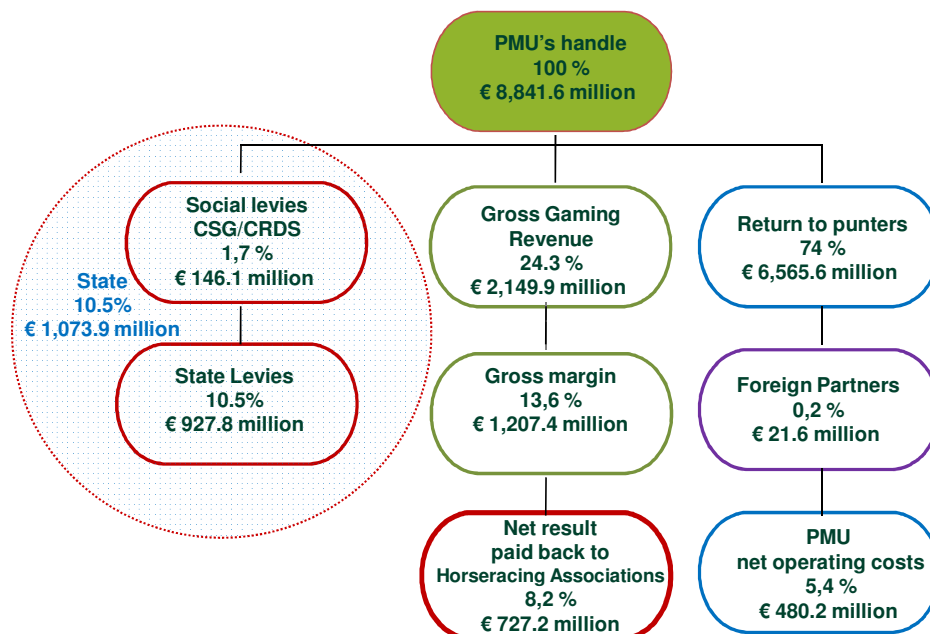 PMU's handle
100 %
€ 8,841.6 million
Social levies
CSG/CRDS
1,7 %
€ 146.1 million
Gross Gaming
Revenue
24.3 %
€ 2,149.9 million
Return to punters
74 %
€ 6,565.6 million
State
10.5%
€ 1,073.9 million
State Levies
10.5%
€ 927.8 million
Gross margin
13,6 %
€ 1,207.4 million
Foreign Partners
0,2 %
€ 21.6 million
Net result
paid back to
Horseracing Associations
8,2 %
€ 727.2 million
PMU
net operating costs
5,4 %
€ 480.2 million